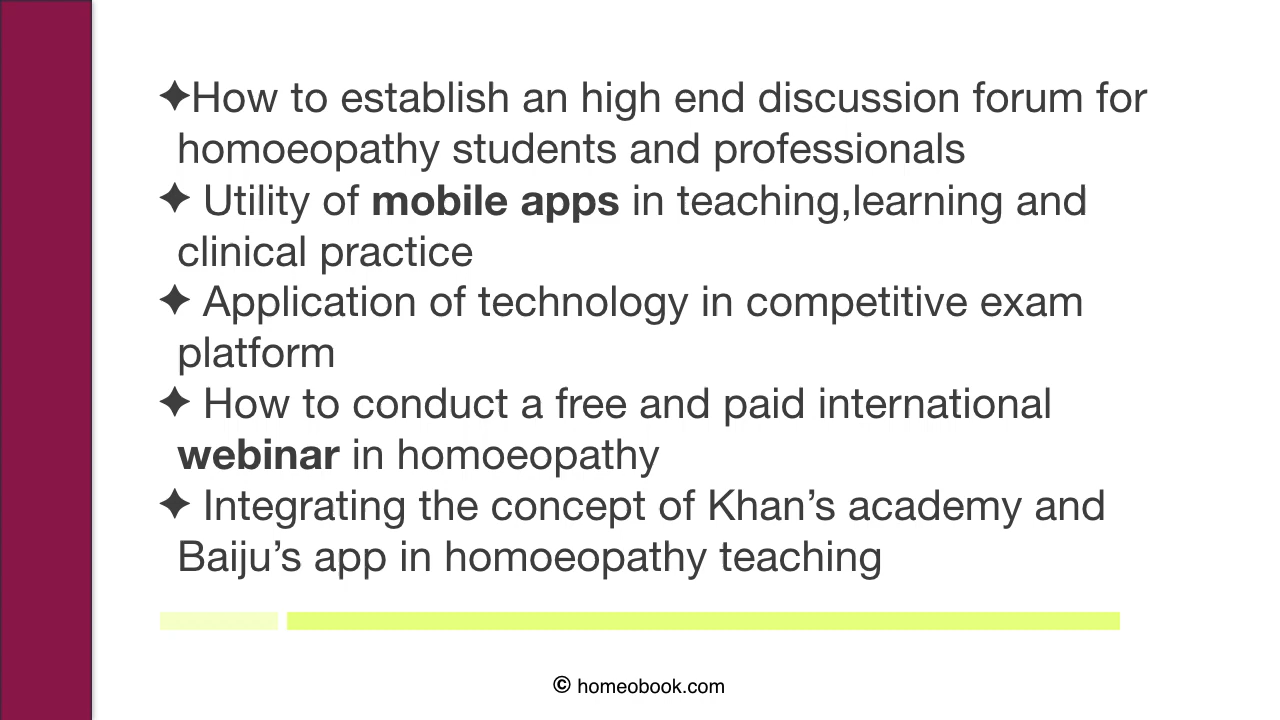 ✦How to establish an high end discussion forum for
homoeopathy students and professionals
✦ Utility of mobile apps in teaching,learning and
clinical practice
✦ Application of technology in competitive exam
platform
✦ How to conduct a free and paid international
webinar in homoeopathy
✦ Integrating the concept of Khan’s academy and
Baiju’s app in homoeopathy teaching
© homeobook.com